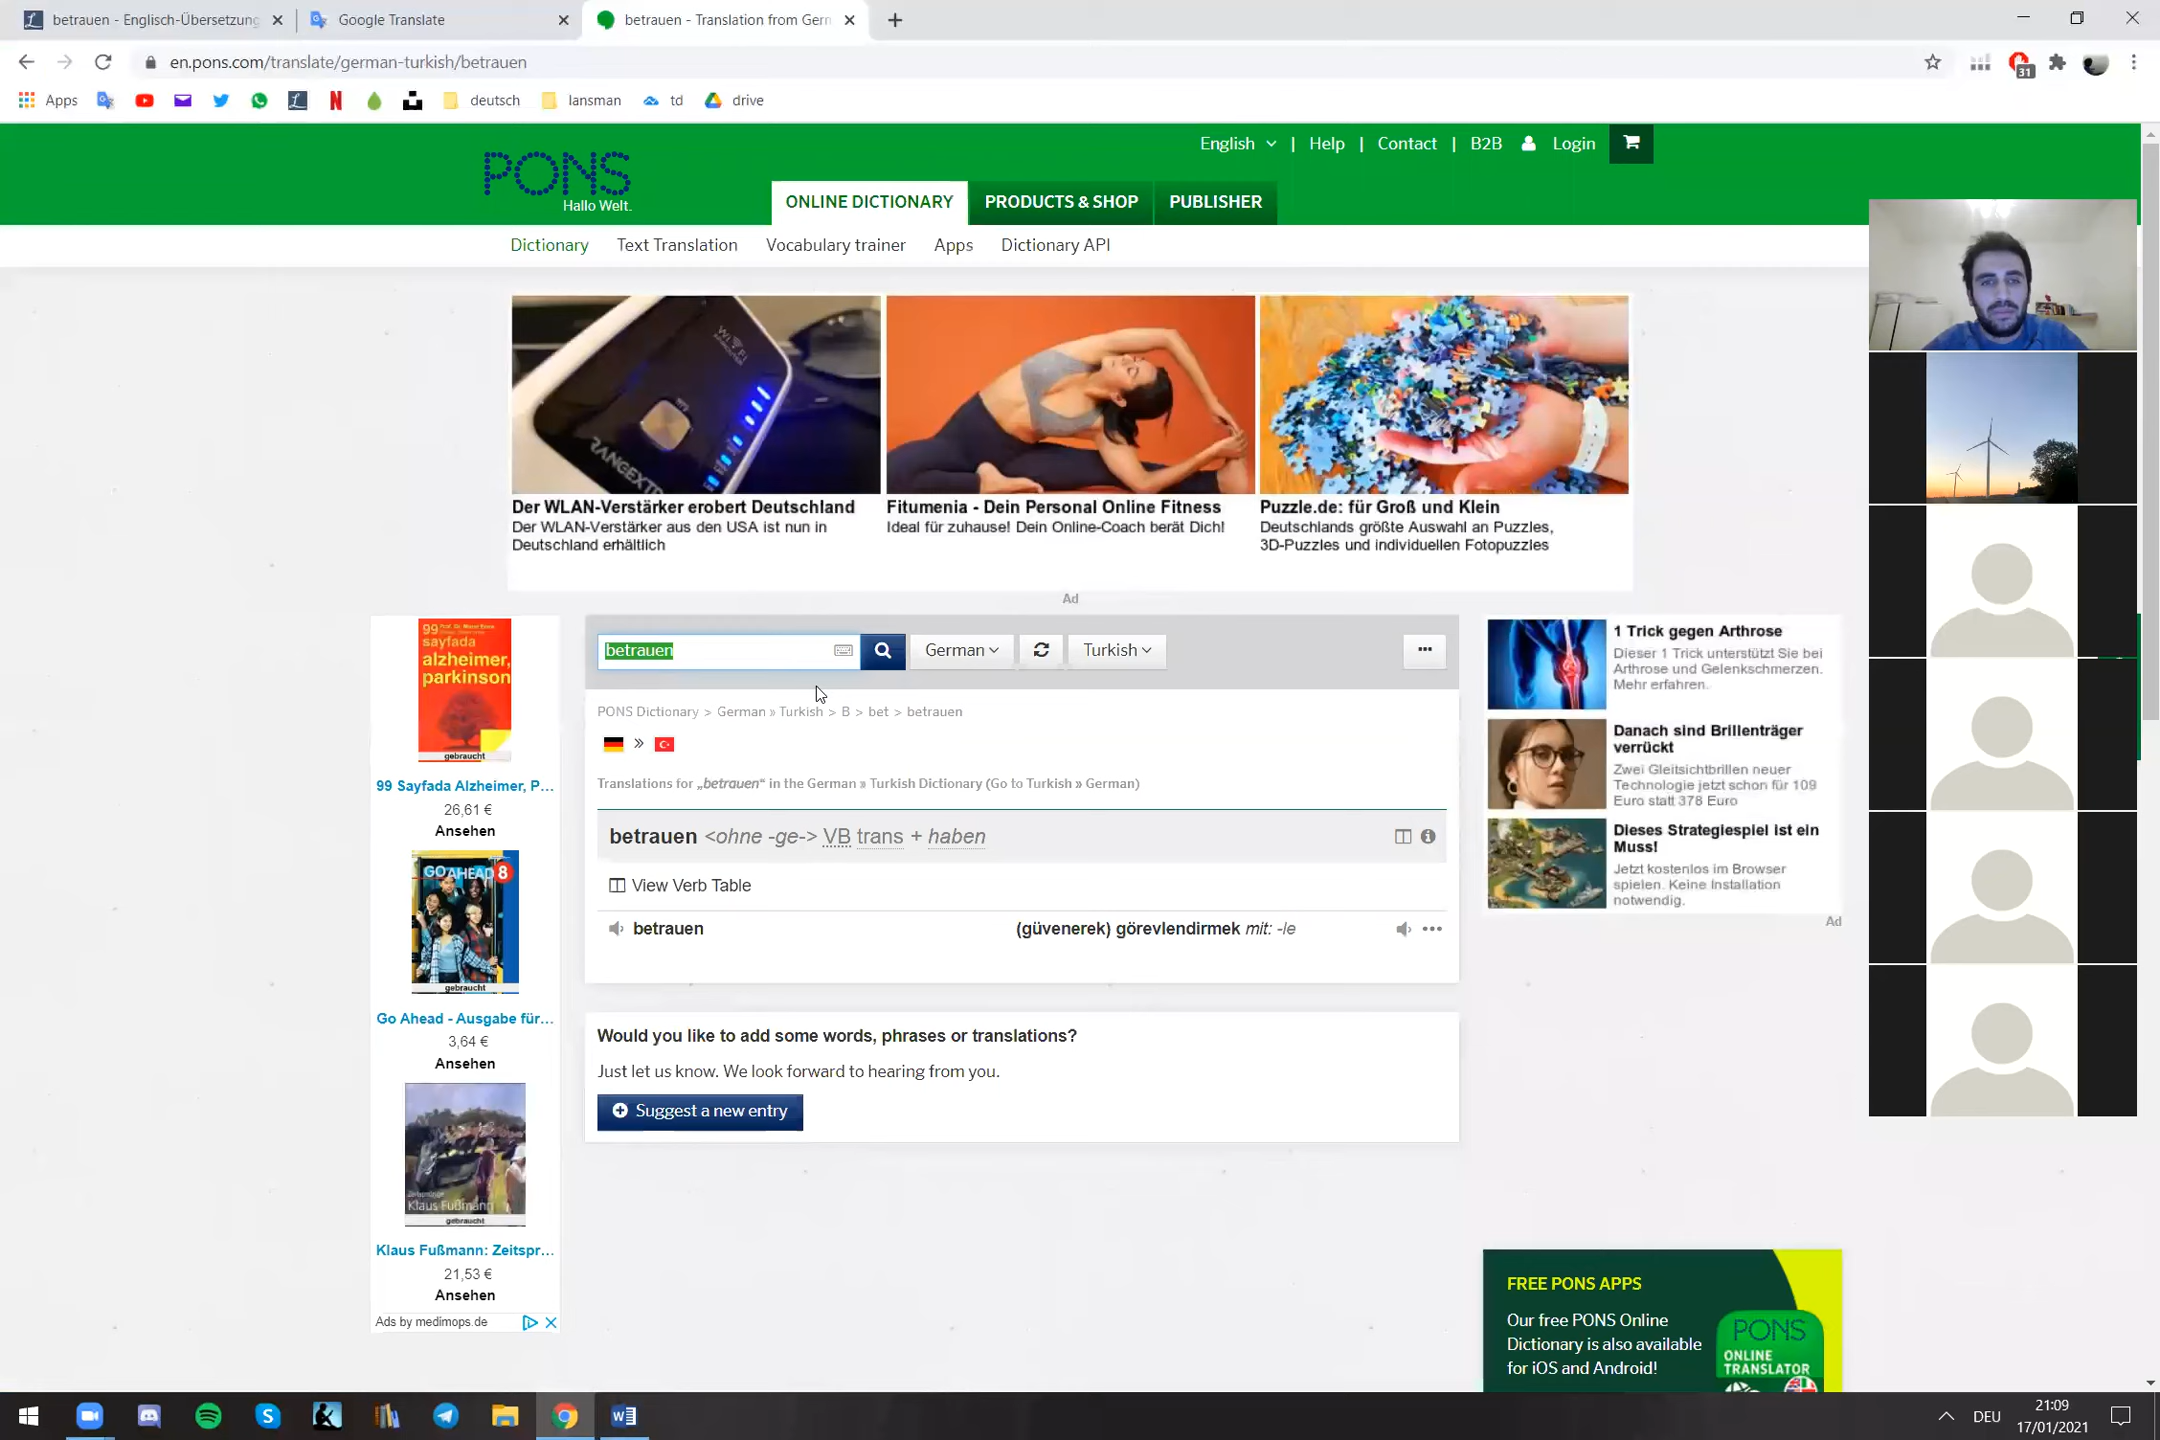 betrauen - Englisch-Übersetzung
Google Translate
betrauen - Translation from Germ
en.pons.com/translate/german-turkish/betrauen
31
Apps
deutsch
lansman
td
drive
English | Help | Contact | B2B Login
PONS
Hallo Welt.
ONLINE DICTIONARY
PRODUCTS & SHOP
PUBLISHER
Dictionary
Text Translation
Vocabulary trainer
Apps
Dictionary API
Der WLAN-Verstärker erobert Deutschland
Der WLAN-Verstärker aus den USA ist nun in
Deutschland erhältlich
Fitumenia - Dein Personal Online Fitness
Ideal für zuhause! Dein Online-Coach berät Dich!
Puzzle.de: für Groß und Klein
Deutschlands größte Auswahl an Puzzles,
3D-Puzzles und individuellen Fotopuzzles
Ad
99
sayfada
alzheimer,
parkinson
gebraucht
99 Sayfada Alzheimer, P...
26,61 €
Ansehen
GO AHEAD 8
gebraucht
Go Ahead - Ausgabe für...
3,64 €
Ansehen
Klaus Fußmann
gebraucht
Klaus Fußmann: Zeitspr...
21,53 €
Ansehen
Ads by medimops.de
betrauen
German
Turkish
...
PONS Dictionary > German » Turkish > B > bet > betrauen
»
Translations for „betrauen“ in the German » Turkish Dictionary (Go to Turkish » German)
betrauen <ohne -ge-> VB trans + haben
View Verb Table
betrauen
(güvenerek) görevlendirmek mit: -le
Would you like to add some words, phrases or translations?
Just let us know. We look forward to hearing from you.
Suggest a new entry
1 Trick gegen Arthrose
Dieser 1 Trick unterstützt Sie bei
Arthrose und Gelenkschmerzen.
Mehr erfahren.
Danach sind Brillenträger
verrückt
Zwei Gleitsichtbrillen neuer
Technologie jetzt schon für 109
Euro statt 378 Euro
Dieses Strategiespiel ist ein
Muss!
Jetzt kostenlos im Browser
spielen. Keine Installation
notwendig.
Ad
FREE PONS APPS
Our free PONS Online
Dictionary is also available
for iOS and Android!
PONS
ONLINE
TRANSLATOR
DEU
21:09
17/01/2021